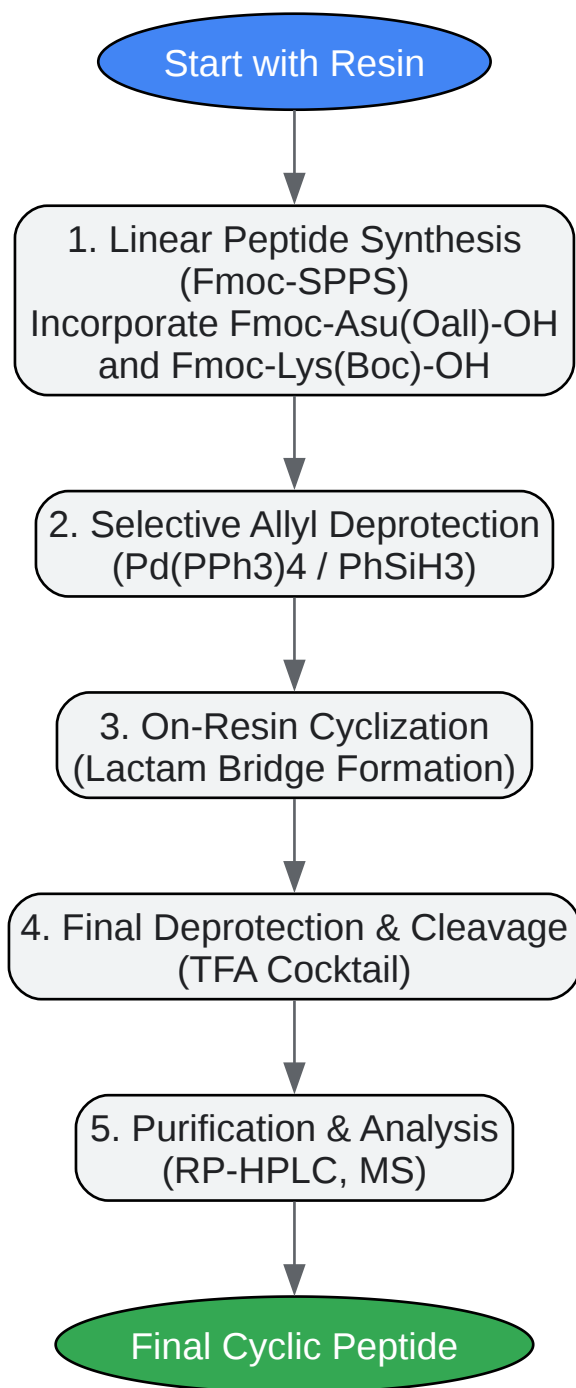 Start with Resin
1. Linear Peptide Synthesis
(Fmoc-SPPS)
Incorporate Fmoc-Asu(Oall)-OH
and Fmoc-Lys(Boc)-OH
2. Selective Allyl Deprotection
(Pd(PPh3)4 / PhSiH3)
3. On-Resin Cyclization
(Lactam Bridge Formation)
4. Final Deprotection & Cleavage
(TFA Cocktail)
5. Purification & Analysis
(RP-HPLC, MS)
Final Cyclic Peptide